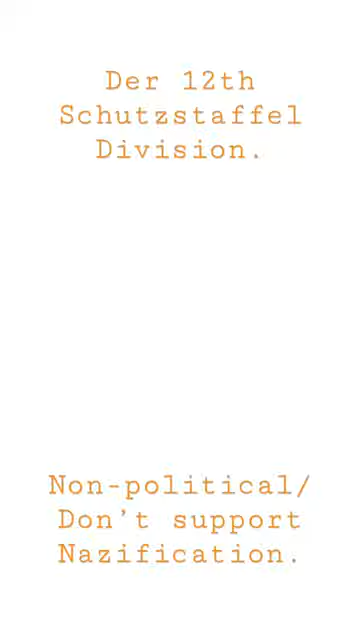 Der 12th
Schutzstaffel
Division.
Non-political/
Don't support
Nazification.